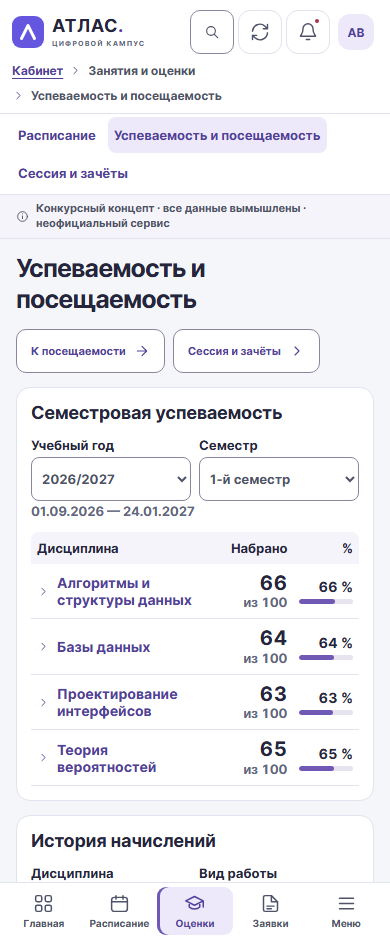 АТЛАС.
ЦИФРОВОЙ КАМПУС
АВ
Кабинет
Занятия и оценки
Успеваемость и посещаемость
Расписание
Успеваемость и посещаемость
Сессия и зачёты
Конкурсный концепт · все данные вымышлены ·
неофициальный сервис
Успеваемость и
посещаемость
К посещаемости
Сессия и зачёты
Семестровая успеваемость
Учебный год
Семестр
2026/2027
1-й семестр
01.09.2026 — 24.01.2027
Дисциплина
Набрано
%
Алгоритмы и
структуры данных
66
из 100
66 %
Базы данных
64
из 100
64 %
Проектирование
интерфейсов
63
из 100
63 %
Теория
вероятностей
65
из 100
65 %
История начислений
Дисциплина
Вид работы
Главная
Расписание
Оценки
Заявки
Меню